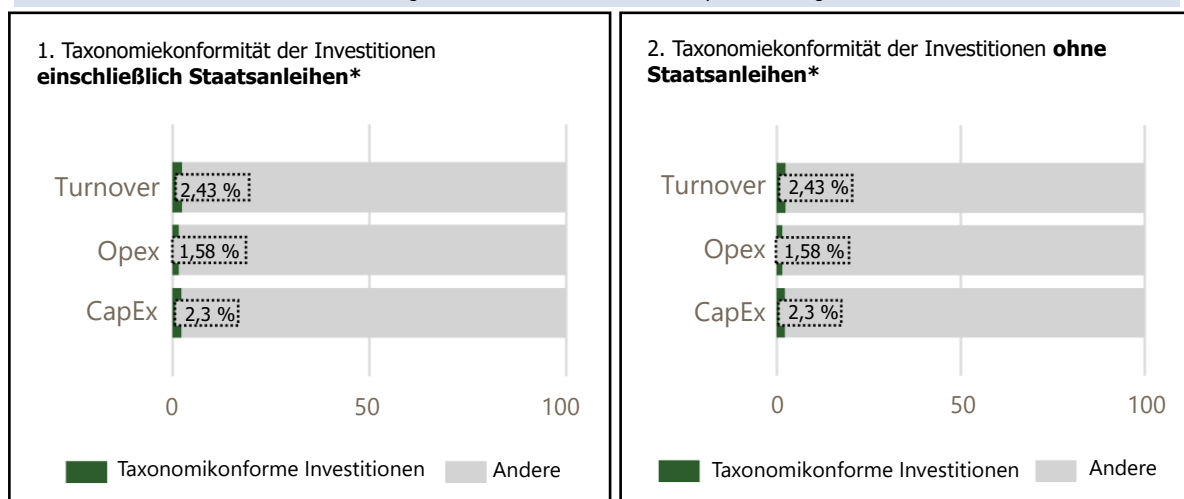 1. Taxonomiekonformität der Investitionen
einschließlich Staatsanleihen*
Turnover
2,43 %
Opex
1,58 %
CapEx
2,3 %
0 50 100
Taxonomikonforme Investitionen Andere
2. Taxonomiekonformität der Investitionen ohne
Staatsanleihen*
Turnover
2,43 %
Opex
1,58 %
CapEx
2,3 %
0 50 100
Taxonomikonforme Investitionen Andere